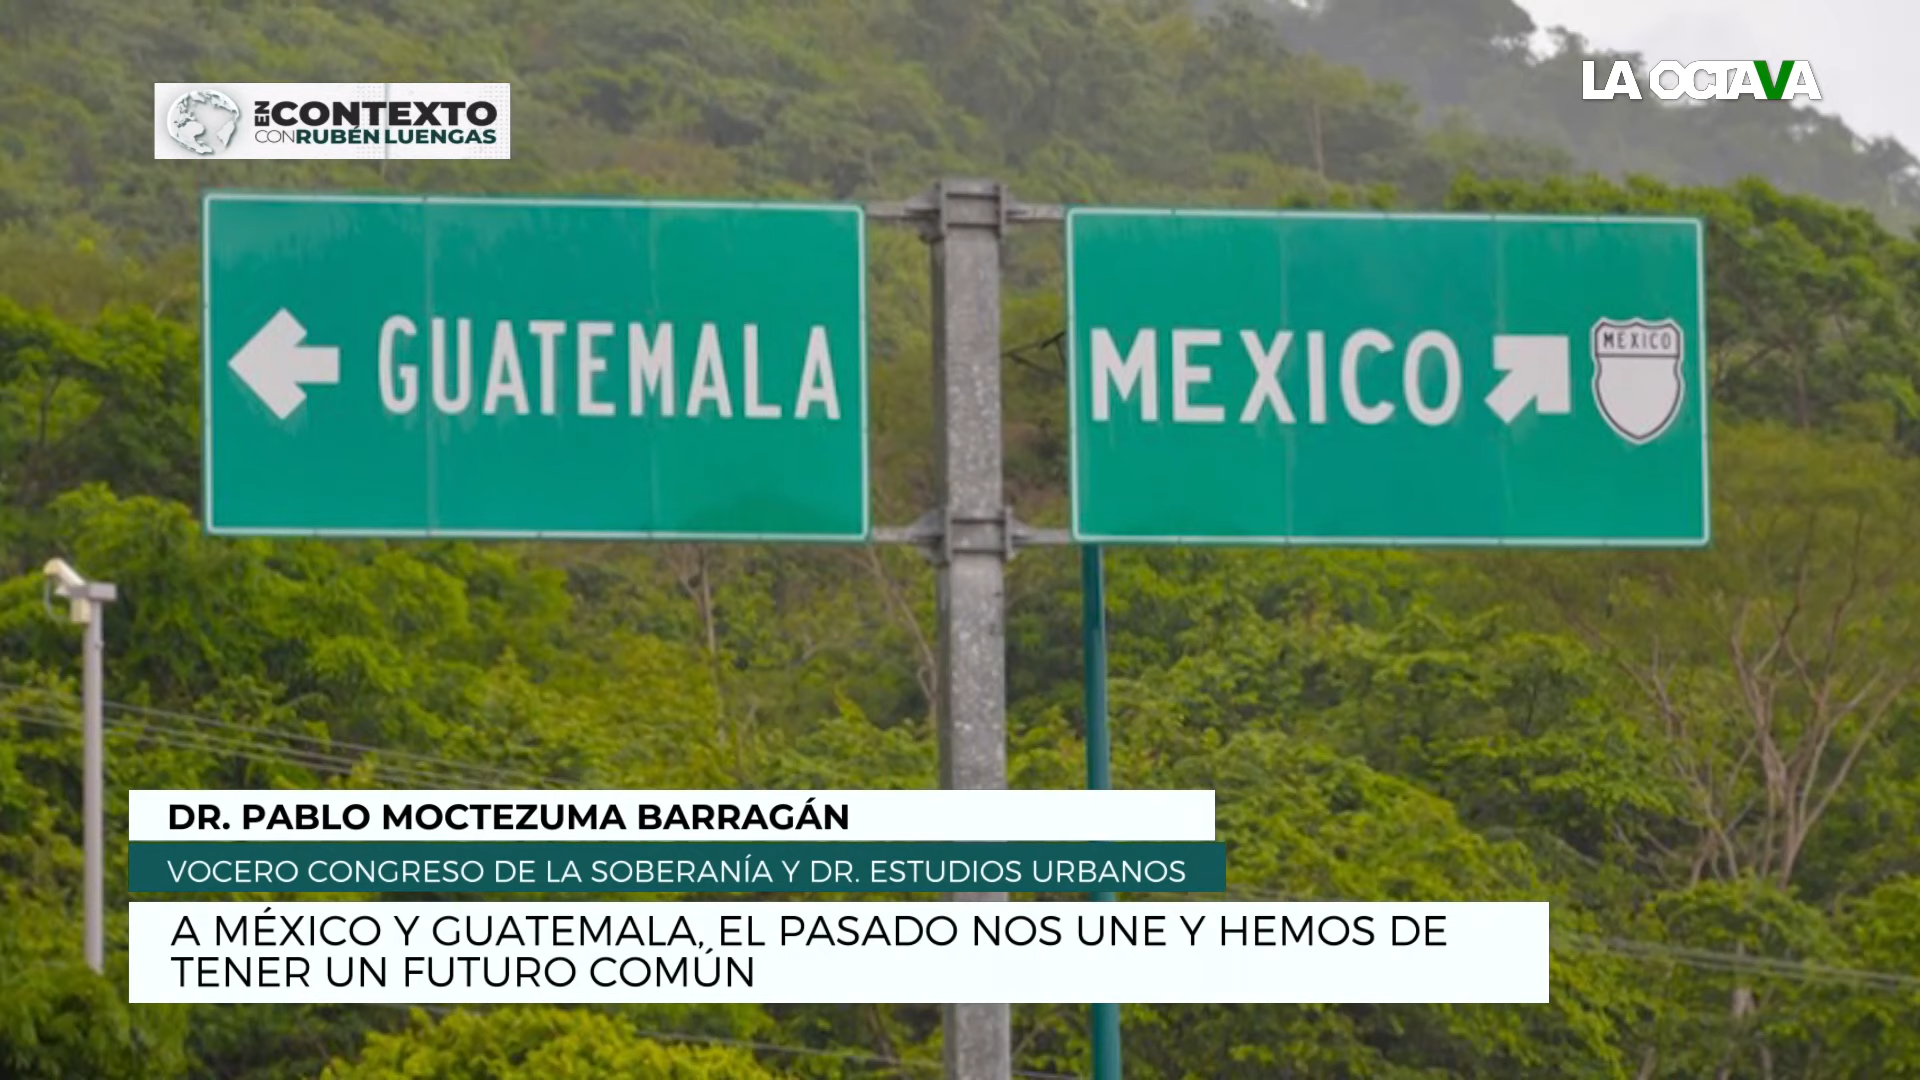 EN CONTEXTO
CON RUBÉN LUENGAS
LA OCTAVA
GUATEMALA
MEXICO
MEXICO
DR. PABLO MOCTEZUMA BARRAGÁN
VOCERO CONGRESO DE LA SOBERANÍA Y DR. ESTUDIOS URBANOS
A MÉXICO Y GUATEMALA, EL PASADO NOS UNE Y HEMOS DE
TENER UN FUTURO COMÚN